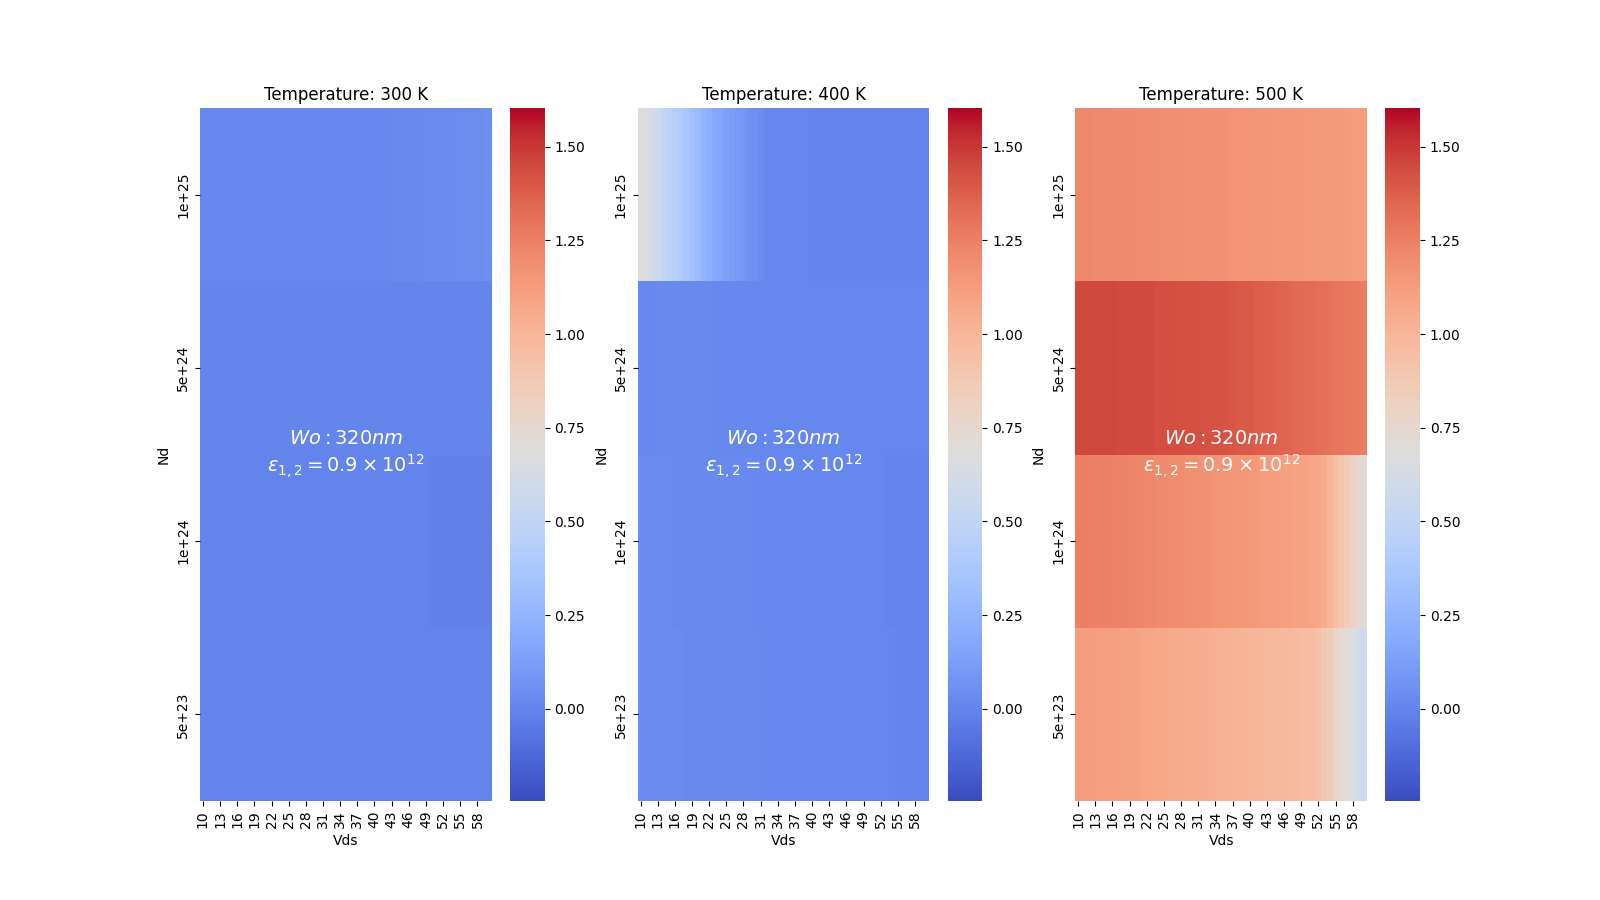 Temperature: 300 K
Temperature: 400 K
Temperature: 500 K
Nd
1e+25
5e+24
1e+24
5e+23
Wo : 320nm
ε1, 2 = 0.9 × 10^12
10 13 16 19 22 25 28 31 34 37 40 43 46 49 52 55 58
Vds
1.50
1.25
1.00
0.75
0.50
0.25
0.00
Nd
1e+25
5e+24
1e+24
5e+23
Wo : 320nm
ε1, 2 = 0.9 × 10^12
10 13 16 19 22 25 28 31 34 37 40 43 46 49 52 55 58
Vds
1.50
1.25
1.00
0.75
0.50
0.25
0.00
Nd
1e+25
5e+24
1e+24
5e+23
Wo : 320nm
ε1, 2 = 0.9 × 10^12
10 13 16 19 22 25 28 31 34 37 40 43 46 49 52 55 58
Vds
1.50
1.25
1.00
0.75
0.50
0.25
0.00